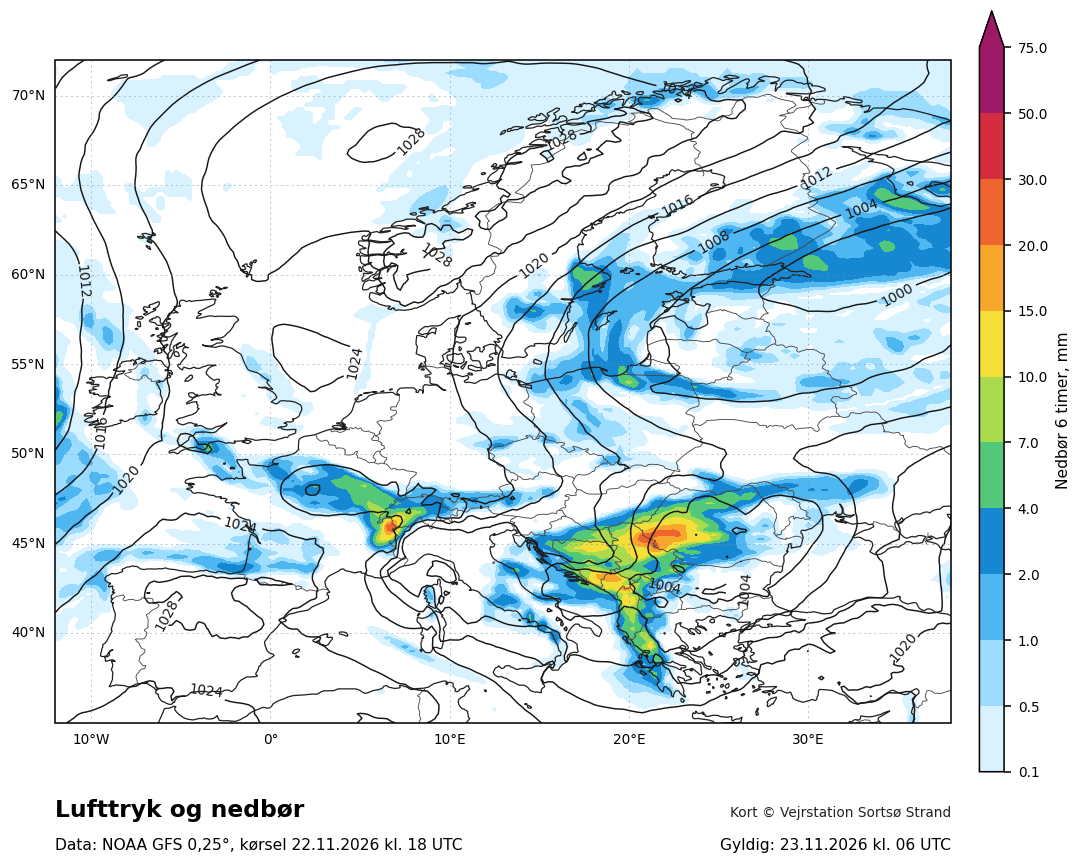 75.0
50.0
30.0
20.0
15.0
10.0
7.0
4.0
2.0
1.0
0.5
0.1
Nedbør 6 timer, mm
70°N
65°N
60°N
55°N
50°N
45°N
40°N
10°W
0°
10°E
20°E
30°E
1028
1028
1028
1012
1016
1004
1008
1020
1000
1012
1024
1016
1020
1024
1028
1024
1004
1004
1020
Lufttryk og nedbør
Kort © Vejrstation Sortsø Strand
Data: NOAA GFS 0,25°, kørsel 22.11.2026 kl. 18 UTC
Gyldig: 23.11.2026 kl. 06 UTC